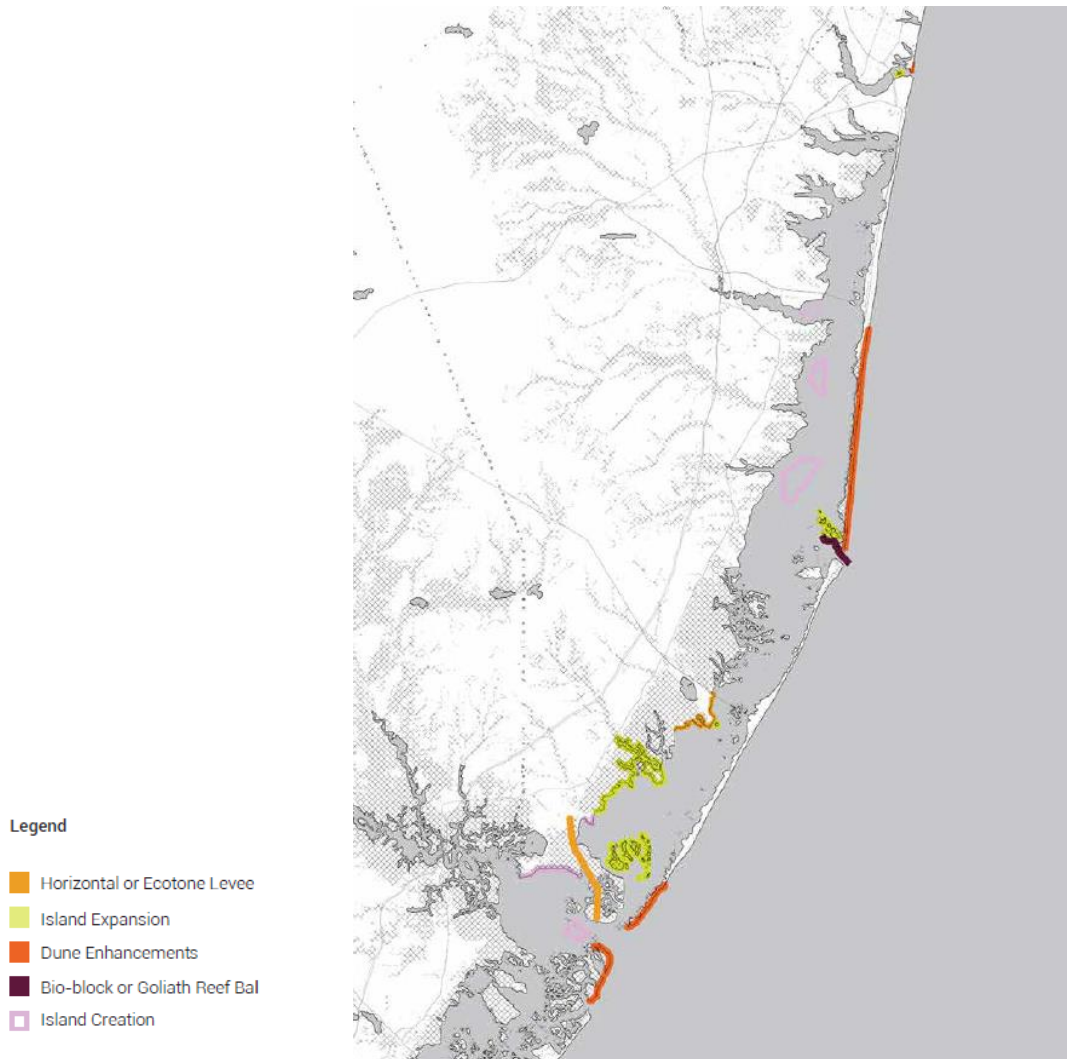 Legend
Horizontal or Ecotone Levee
Island Expansion
Dune Enhancements
Bio-block or Goliath Reef Bal
Island Creation